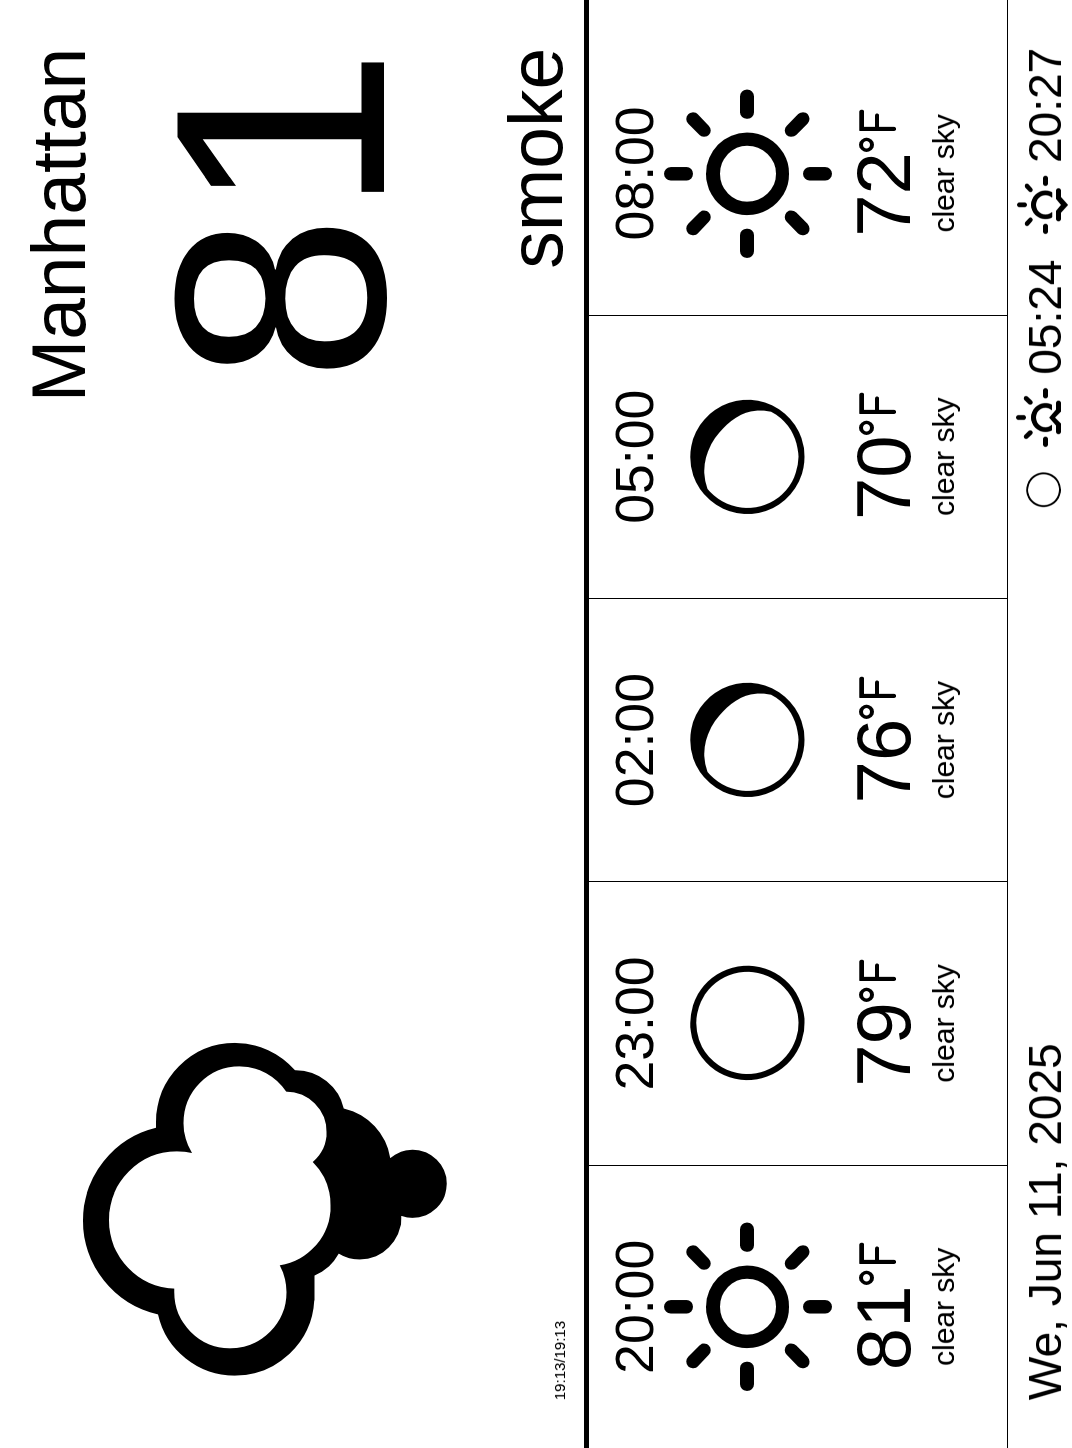 Manhattan
81
smoke
19:13/19:13
20:00
81°F
clear sky
23:00
79°F
clear sky
02:00
76°F
clear sky
05:00
70°F
clear sky
08:00
72°F
clear sky
We, Jun 11, 2025
05:24
20:27